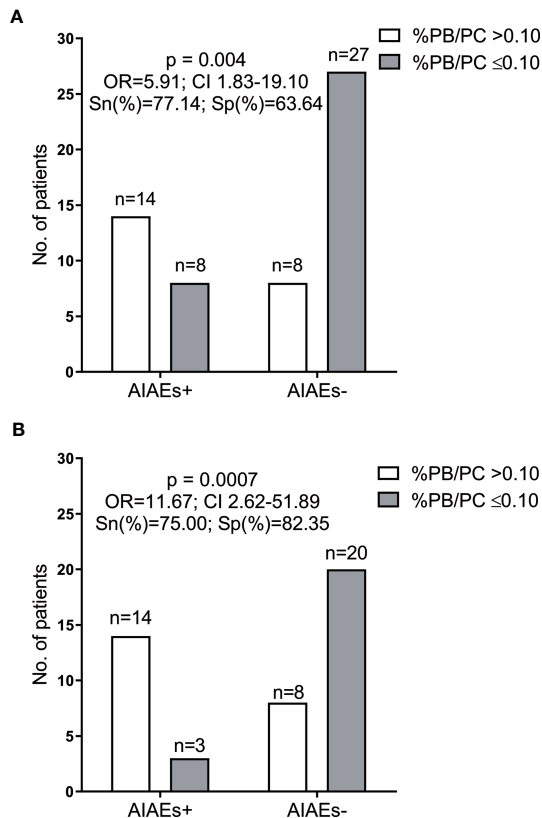 A
%PB/PC >0.10
%PB/PC ≤0.10
p = 0.004
OR=5.91; CI 1.83-19.10
Sn(%)=77.14; Sp(%)=63.64
No. of patients
30
25
20
15
10
5
0
n=14
n=8
n=8
n=27
AIAEs+
AIAEs-
B
%PB/PC >0.10
%PB/PC ≤0.10
p = 0.0007
OR=11.67; CI 2.62-51.89
Sn(%)=75.00; Sp(%)=82.35
No. of patients
30
25
20
15
10
5
0
n=14
n=3
n=8
n=20
AIAEs+
AIAEs-